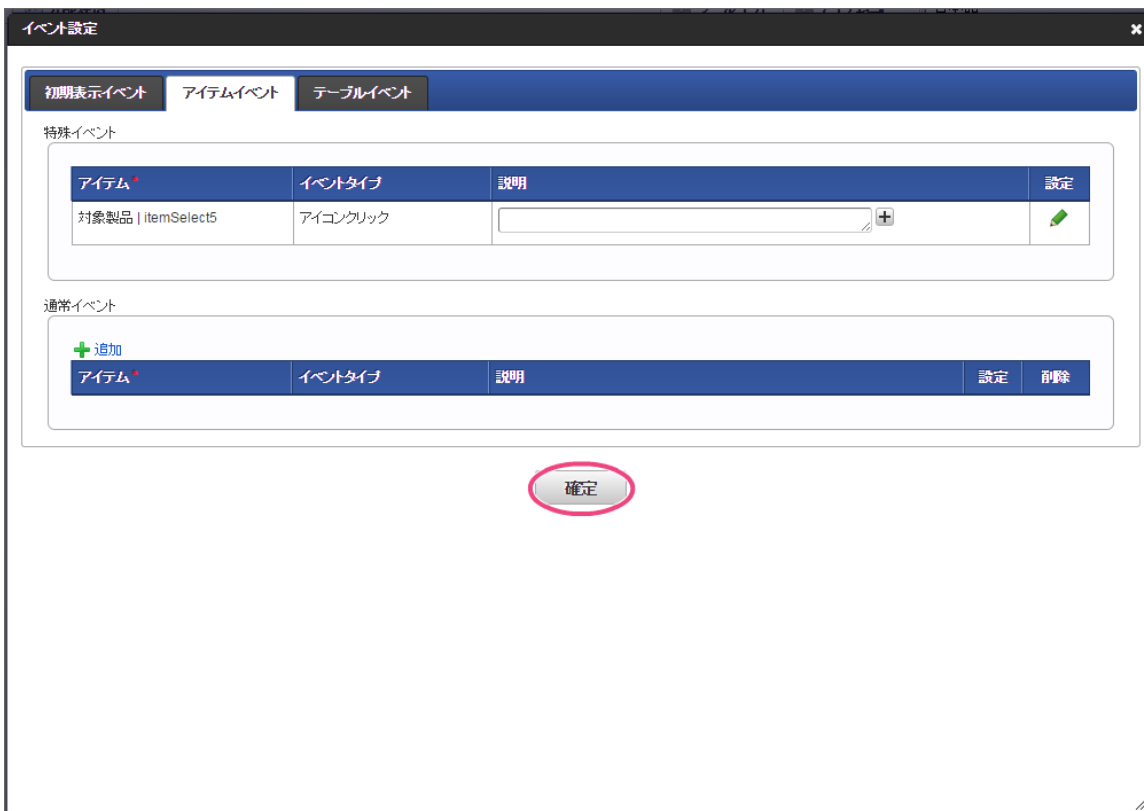 イベント設定
初期表示イベント アイテムイベント テーブルイベント
特殊イベント
アイテム* イベントタイプ 説明 設定
対象製品 | itemSelect5 アイコンクリック
通常イベント
追加
アイテム* イベントタイプ 説明 設定 削除
確定